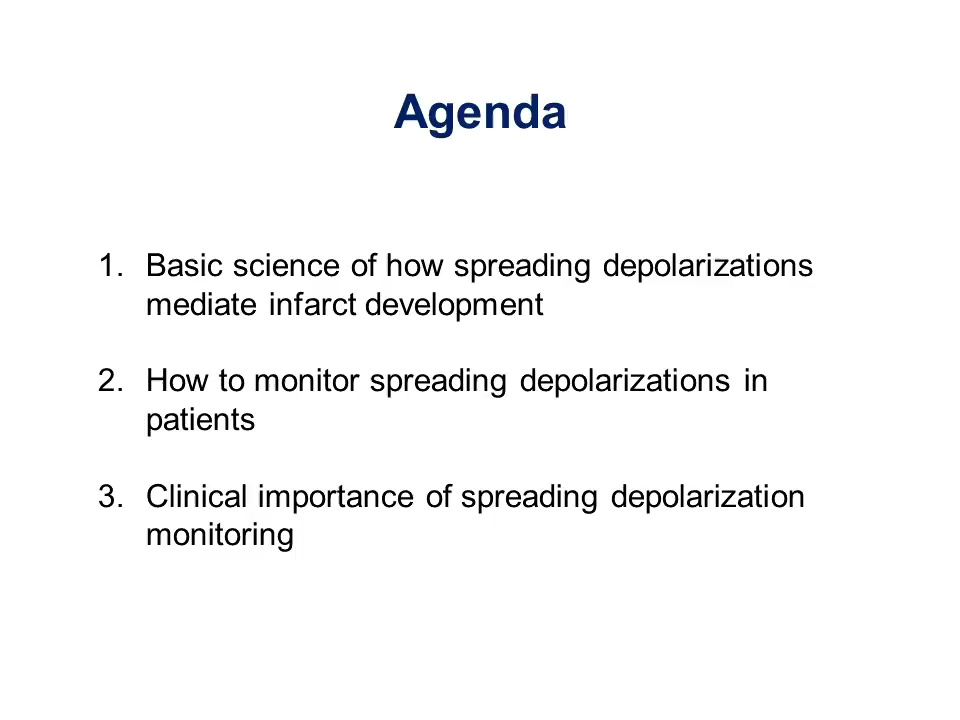 Agenda
1. Basic science of how spreading depolarizations
mediate infarct development
2. How to monitor spreading depolarizations in
patients
3. Clinical importance of spreading depolarization
monitoring